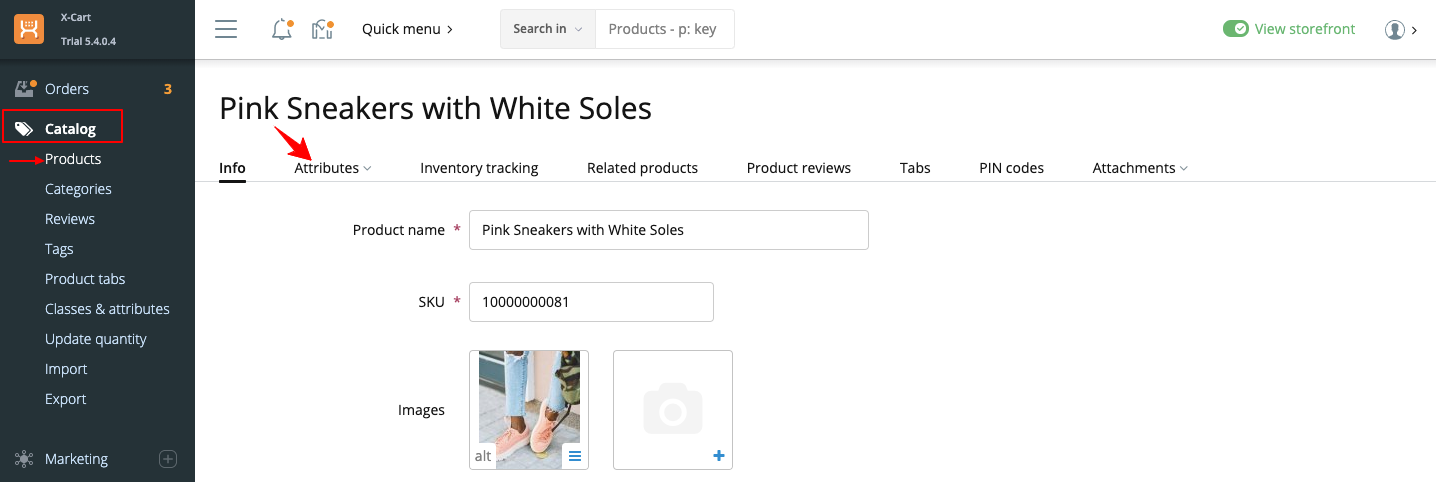 X-Cart
Trial 5.4.0.4
Quick menu
Search in
Products - p: key
View storefront
Orders 3
Catalog
Products
Categories
Reviews
Tags
Product tabs
Classes & attributes
Update quantity
Import
Export
Marketing
Pink Sneakers with White Soles
Info Attributes Inventory tracking Related products Product reviews Tabs PIN codes Attachments
Product name * Pink Sneakers with White Soles
SKU * 10000000081
Images
alt